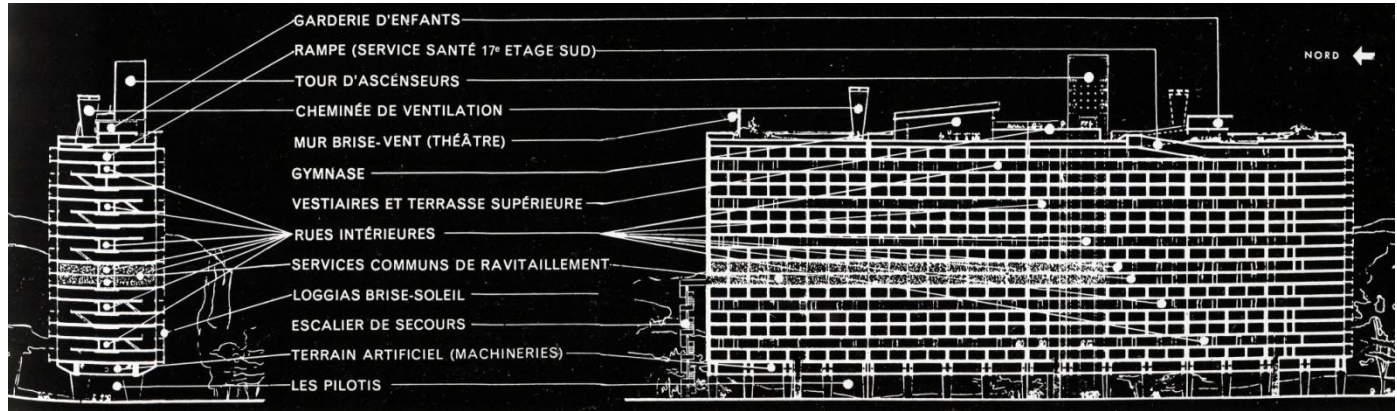 GARDERIE D'ENFANTS
RAMPE (SERVICE SANTÉ 17e ETAGE SUD)
NORD
TOUR D'ASCÉNSEURS
CHEMINÉE DE VENTILATION
MUR BRISE-VENT (THÉÂTRE)
GYMNASE
VESTIAIRES ET TERRASSE SUPÉRIEURE
RUES INTÉRIEURES
SERVICES COMMUNS DE RAVITAILLEMENT
LOGGIAS BRISE-SOLEIL
ESCALIER DE SECOURS
TERRAIN ARTIFICIEL (MACHINERIES)
LES PILOTIS